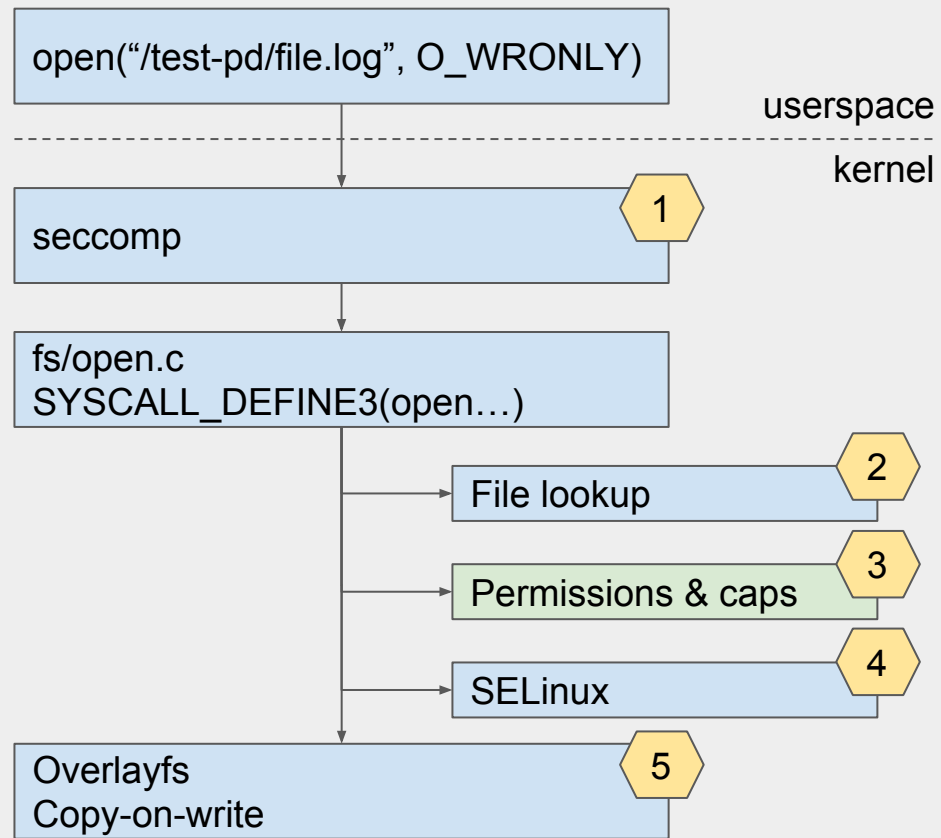 open(“/test-pd/file.log”, O_WRONLY)
userspace
kernel
1
seccomp
fs/open.c
SYSCALL_DEFINE3(open…)
2
File lookup
3
Permissions & caps
4
SELinux
5
Overlayfs
Copy-on-write